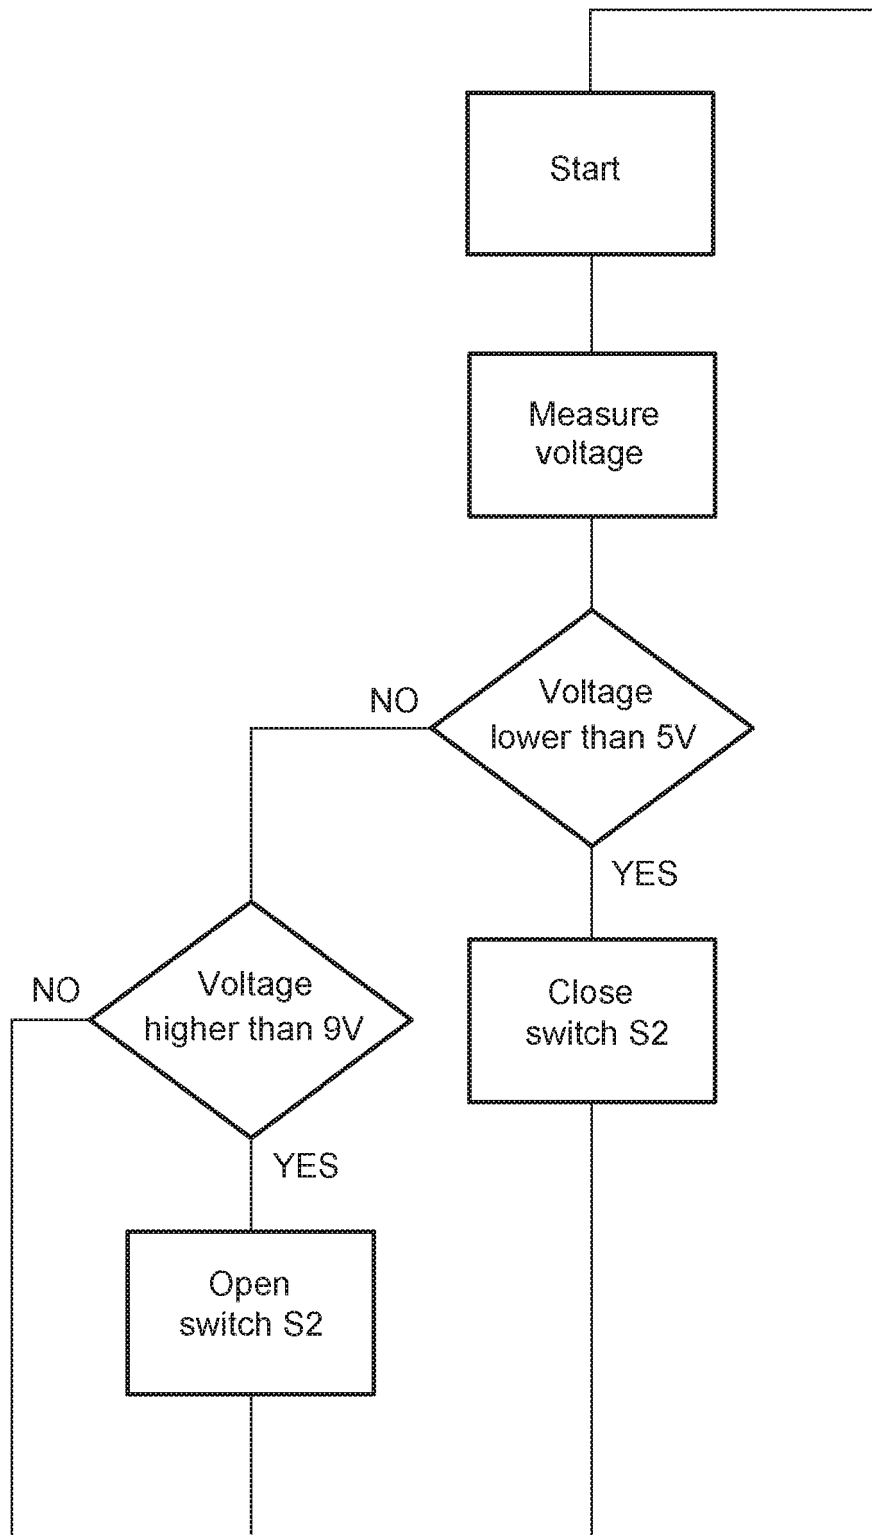 Start
Measure
voltage
Voltage
lower than 5V
NO
YES
Close
switch S2
Voltage
higher than 9V
NO
YES
Open
switch S2